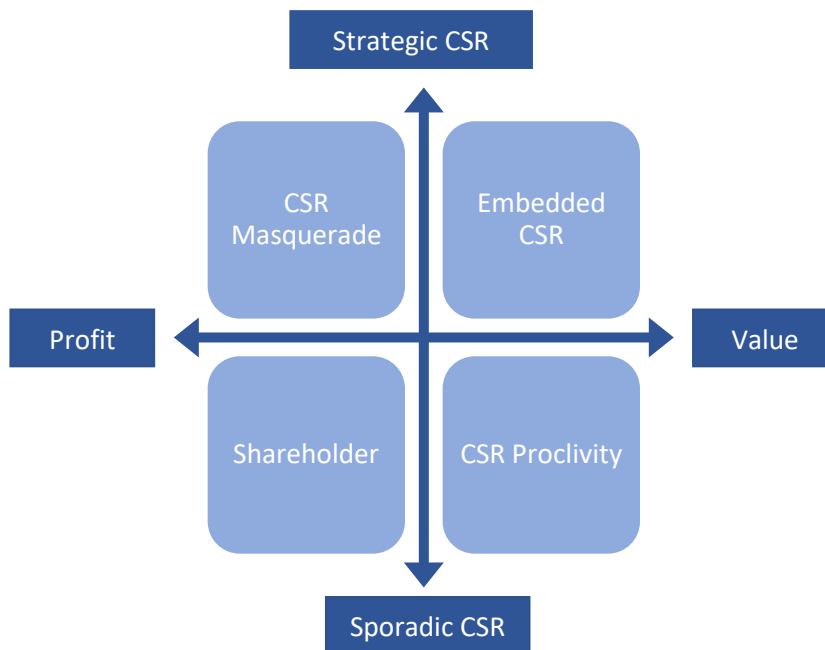 Strategic CSR
CSR
Masquerade
Embedded
CSR
Profit
Value
Shareholder
CSR Proclivity
Sporadic CSR